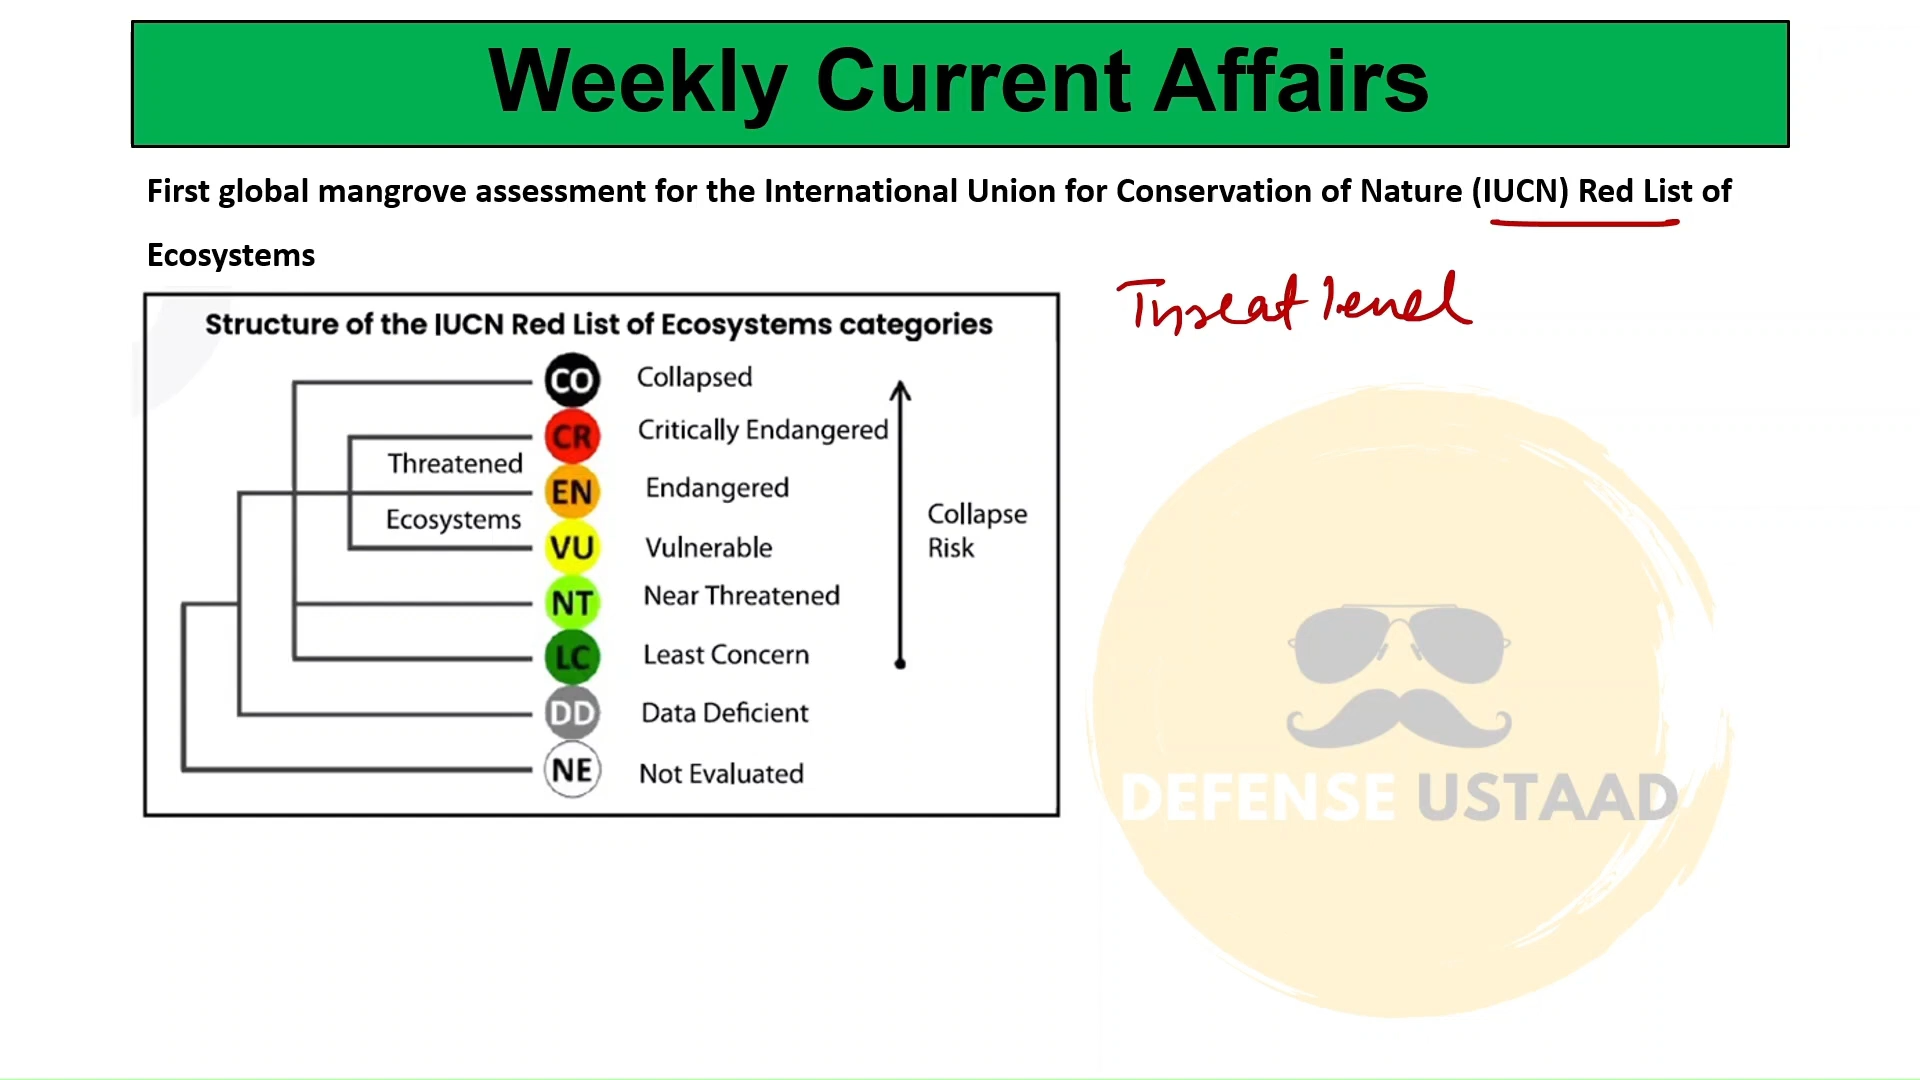 Weekly Current Affairs
First global mangrove assessment for the International Union for Conservation of Nature (IUCN) Red List of
Ecosystems
Threat level
Structure of the IUCN Red List of Ecosystems categories
CO Collapsed
CR Critically Endangered
Threatened
EN Endangered
Ecosystems
VU Vulnerable
Collapse
Risk
NT Near Threatened
LC Least Concern
DD Data Deficient
NE Not Evaluated
DEFENSE USTAAD